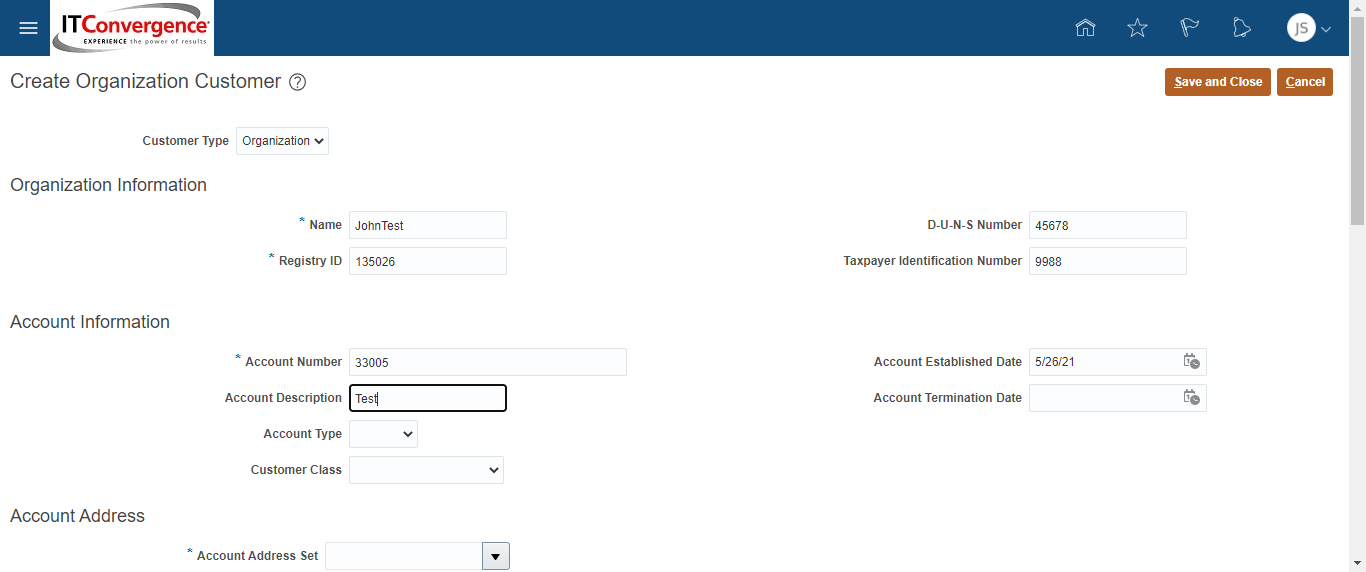 ITConvergence
EXPERIENCE the power of results
JS
Create Organization Customer ?
Save and Close
Cancel
Customer Type Organization
Organization Information
* Name JohnTest
D-U-N-S Number 45678
* Registry ID 135026
Taxpayer Identification Number 9988
Account Information
* Account Number 33005
Account Established Date 5/26/21
Account Description Test
Account Termination Date
Account Type
Customer Class
Account Address
* Account Address Set